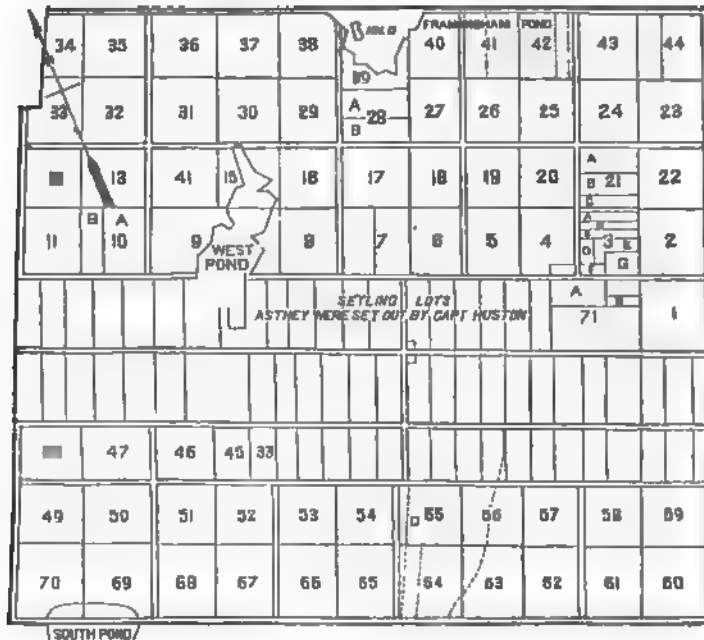 FRAMINGHAM POND
34 35 36 37 38 40 41 42 43 44
39
33 32 31 30 29 A 28 27 26 25 24 23
B
13 41 15 16 17 18 19 20 A 22
B 21
B A
11 10 9 8 7 6 5 4 3 E 2
G
WEST
POND
SETLING LOTS
AS THEY WERE SET OUT BY CAPT HUSTON
A
71 1
47 46 45 33
49 50 51 52 53 54 55 56 57 58 59
70 69 68 67 66 65 64 63 62 61 60
SOUTH POND